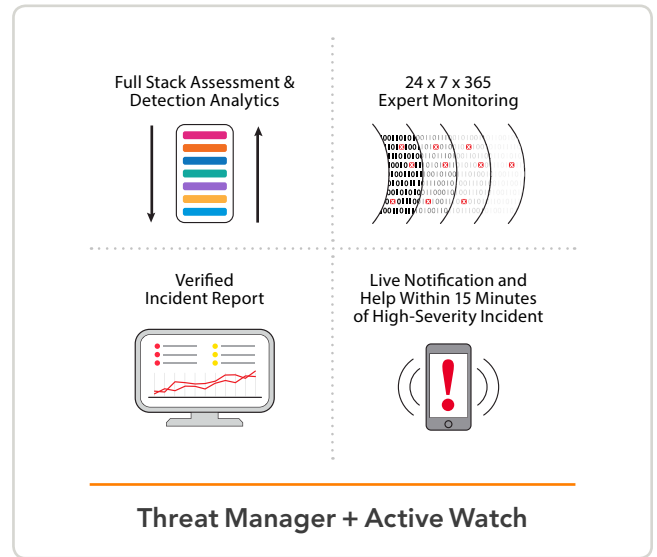 Full Stack Assessment &
Detection Analytics
24 x 7 x 365
Expert Monitoring
Verified
Incident Report
Live Notification and
Help Within 15 Minutes
of High-Severity Incident
Threat Manager + Active Watch